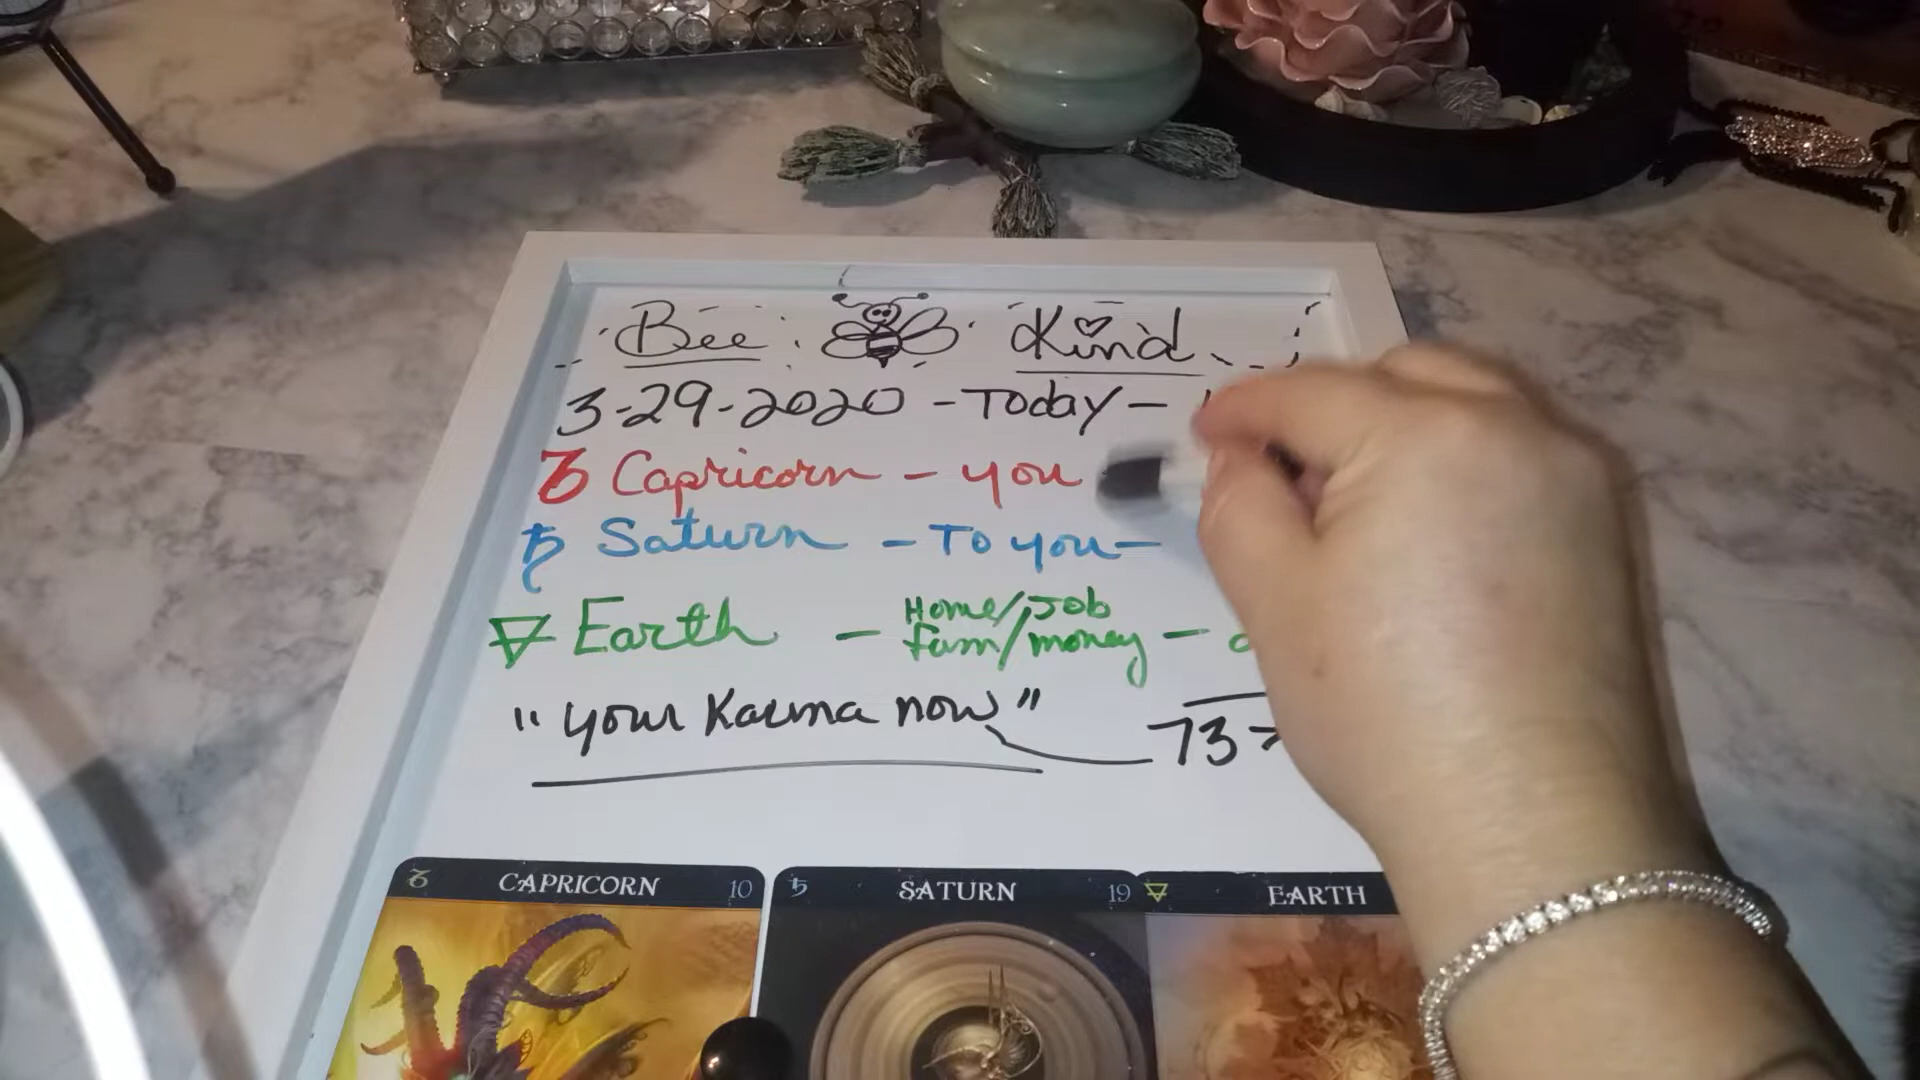 Bee Kind
3-29-2020 - Today -
♑ Capricorn - you
♄ Saturn - To you -
Earth - Home/Job
Fam/money -
"your Karma now" 73
CAPRICORN 10
SATURN 19
EARTH